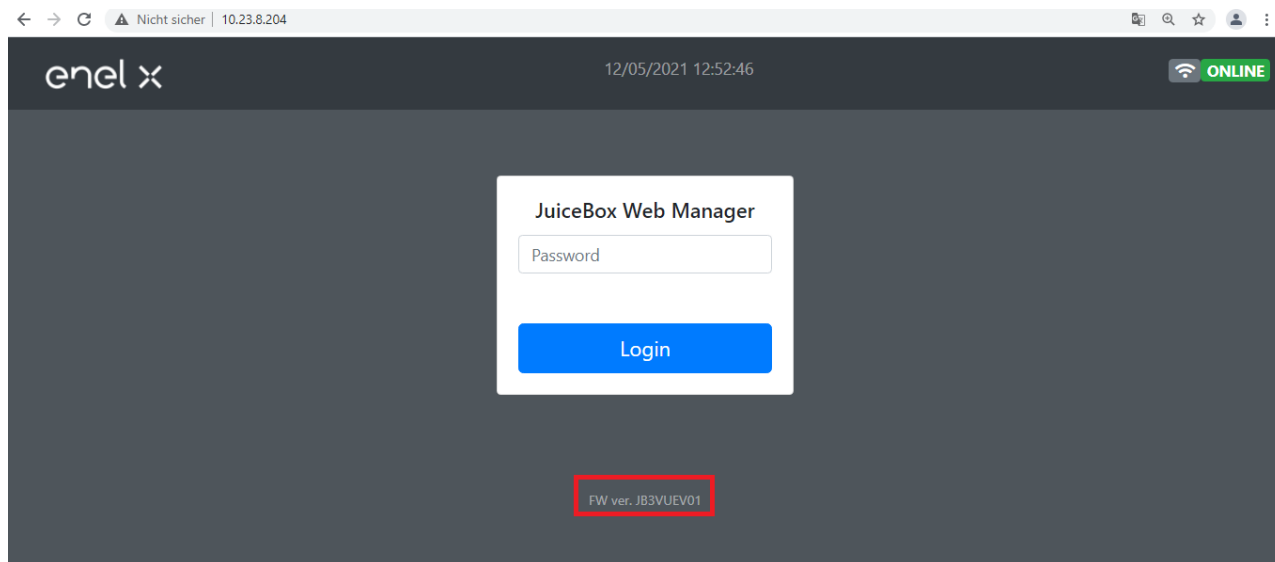 Nicht sicher | 10.23.8.204
enel x
12/05/2021 12:52:46
ONLINE
JuiceBox Web Manager
Password
Login
FW ver. JB3VUEV01